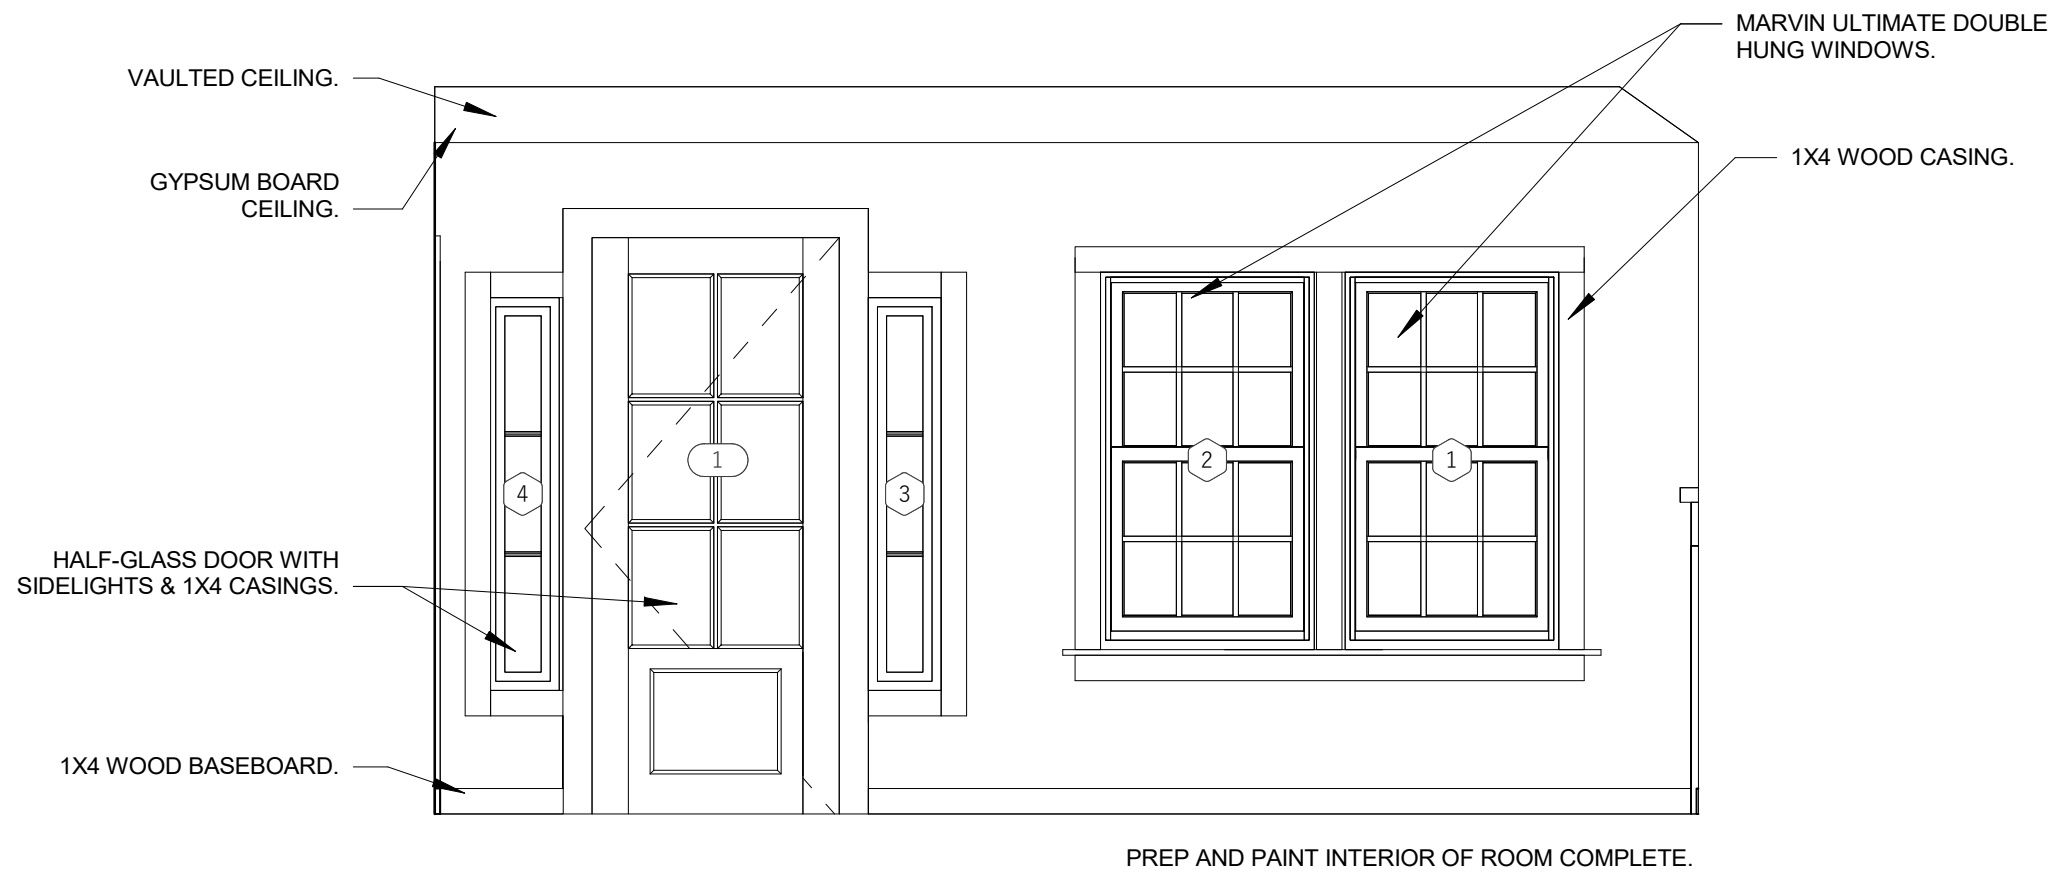 MARVIN ULTIMATE DOUBLE
HUNG WINDOWS.
VAULTED CEILING.
1X4 WOOD CASING.
GYPSUM BOARD
CEILING.
1
2
1
4
3
HALF-GLASS DOOR WITH
SIDELIGHTS & 1X4 CASINGS.
1X4 WOOD BASEBOARD.
PREP AND PAINT INTERIOR OF ROOM COMPLETE.